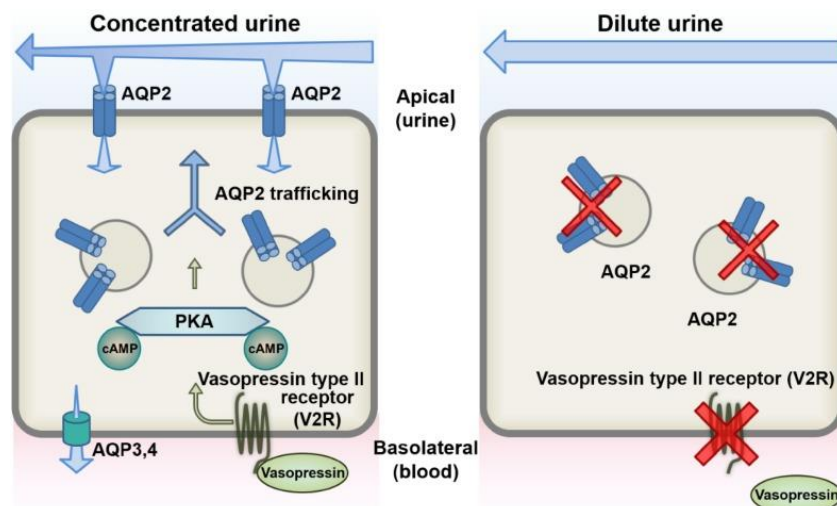 Concentrated urine
AQP2
AQP2
AQP2 trafficking
PKA
cAMP
cAMP
Vasopressin type II
receptor
(V2R)
AQP3,4
Vasopressin
Apical
(urine)
Basolateral
(blood)
Dilute urine
AQP2
AQP2
Vasopressin type II receptor (V2R)
Vasopressin